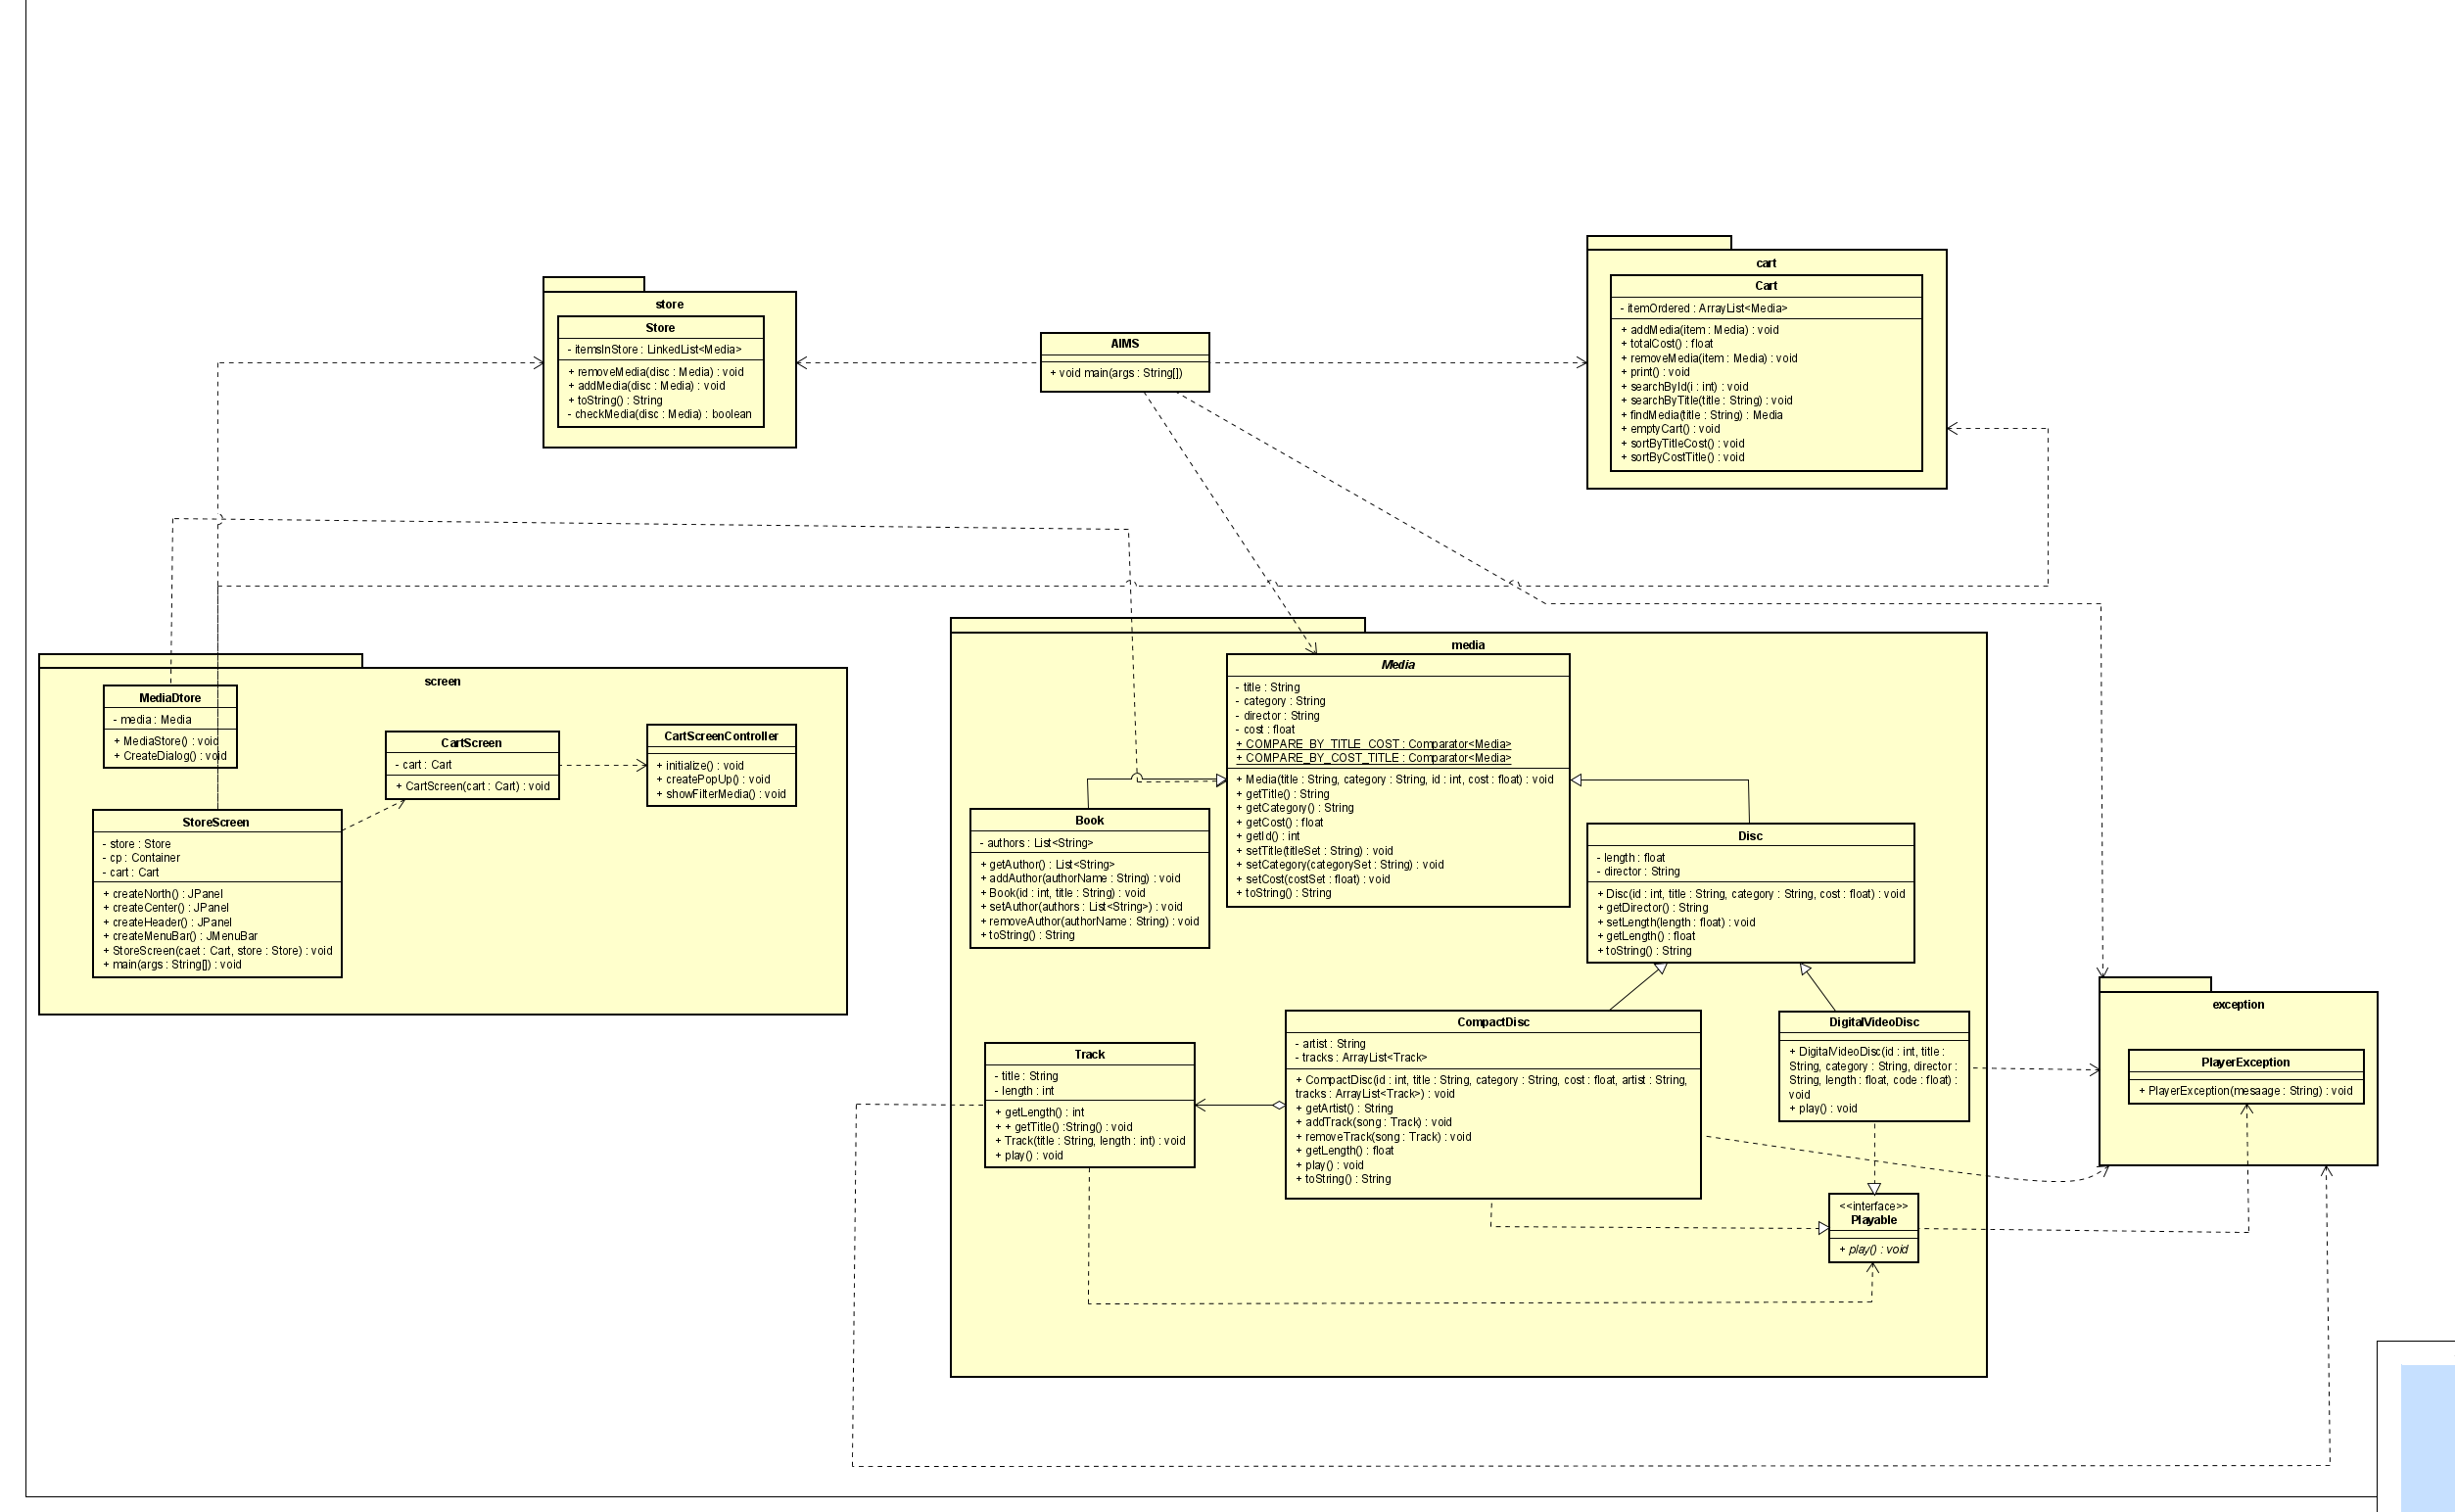 cart
Cart
- itemOrdered : ArrayList<Media>
+ addMedia(item : Media) : void
+ totalCost() : float
+ removeMedia(item : Media) : void
+ print() : void
+ searchById(i : int) : void
+ searchByTitle(title : String) : void
+ findMedia(title : String) : Media
+ emptyCart() : void
+ sortByTitleCost() : void
+ sortByCostTitle() : void
store
Store
- itemsInStore : LinkedList<Media>
+ removeMedia(disc : Media) : void
+ addMedia(disc : Media) : void
+ toString() : String
- checkMedia(disc : Media) : boolean
AIMS
+ void main(args : String[])
screen
MediaDtore
- media : Media
+ MediaStore() : void
+ CreateDialog() : void
CartScreen
- cart : Cart
+ CartScreen(cart : Cart) : void
CartScreenController
+ initialize() : void
+ createPopUp() : void
+ showFilterMedia() : void
StoreScreen
- store : Store
- cp : Container
- cart : Cart
+ createNorth() : JPanel
+ createCenter() : JPanel
+ createHeader() : JPanel
+ createMenuBar() : JMenuBar
+ StoreScreen(caet : Cart, store : Store) : void
+ main(args : String[]) : void
media
Media
- title : String
- category : String
- director : String
- cost : float
+ COMPARE_BY_TITLE_COST : Comparator<Media>
+ COMPARE_BY_COST_TITLE : Comparator<Media>
+ Media(title : String, category : String, id : int, cost : float) : void
+ getTitle() : String
+ getCategory() : String
+ getCost() : float
+ getId() : int
+ setTitle(titleSet : String) : void
+ setCategory(categorySet : String) : void
+ setCost(costSet : float) : void
+ toString() : String
Book
- authors : List<String>
+ getAuthor() : List<String>
+ addAuthor(authorName : String) : void
+ Book(id : int, title : String) : void
+ setAuthor(authors : List<String>) : void
+ removeAuthor(authorName : String) : void
+ toString() : String
Disc
- length : float
- director : String
+ Disc(id : int, title : String, category : String, cost : float) : void
+ getDirector() : String
+ setLength(length : float) : void
+ getLength() : float
+ toString() : String
Track
- title : String
- length : int
+ getLength() : int
+ + getTitle() :String() : void
+ Track(title : String, length : int) : void
+ play() : void
CompactDisc
- artist : String
- tracks : ArrayList<Track>
+ CompactDisc(id : int, title : String, category : String, cost : float, artist : String,
tracks : ArrayList<Track>) : void
+ getArtist() : String
+ addTrack(song : Track) : void
+ removeTrack(song : Track) : void
+ getLength() : float
+ play() : void
+ toString() : String
DigitalVideoDisc
+ DigitalVideoDisc(id : int, title :
String, category : String, director :
String, length : float, code : float) :
void
+ play() : void
<<interface>>
Playable
+ play() : void
exception
PlayerException
+ PlayerException(mesaage : String) : void